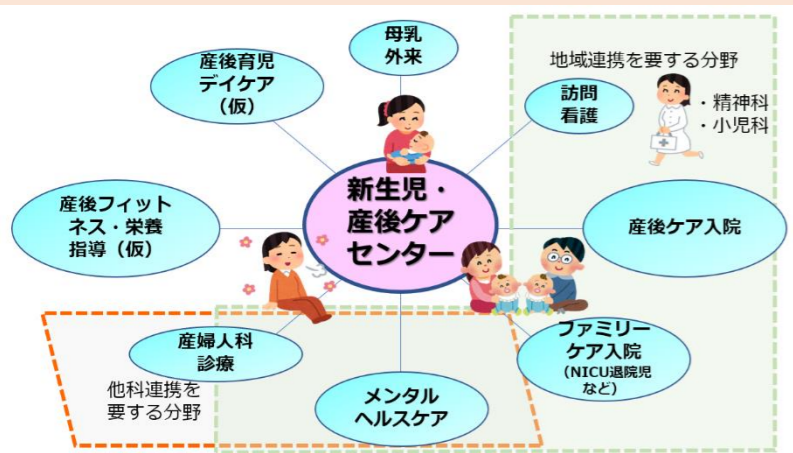 母乳
外来
産後育児
デイケア
(仮)
地域連携を要する分野
訪問
看護
・精神科
・小児科
新生児・
産後ケア
センター
産後フィット
ネス・栄養
指導(仮)
産後ケア入院
産婦人科
診療
ファミリー
ケア入院
(NICU退院児
など)
他科連携を
要する分野
メンタル
ヘルスケア